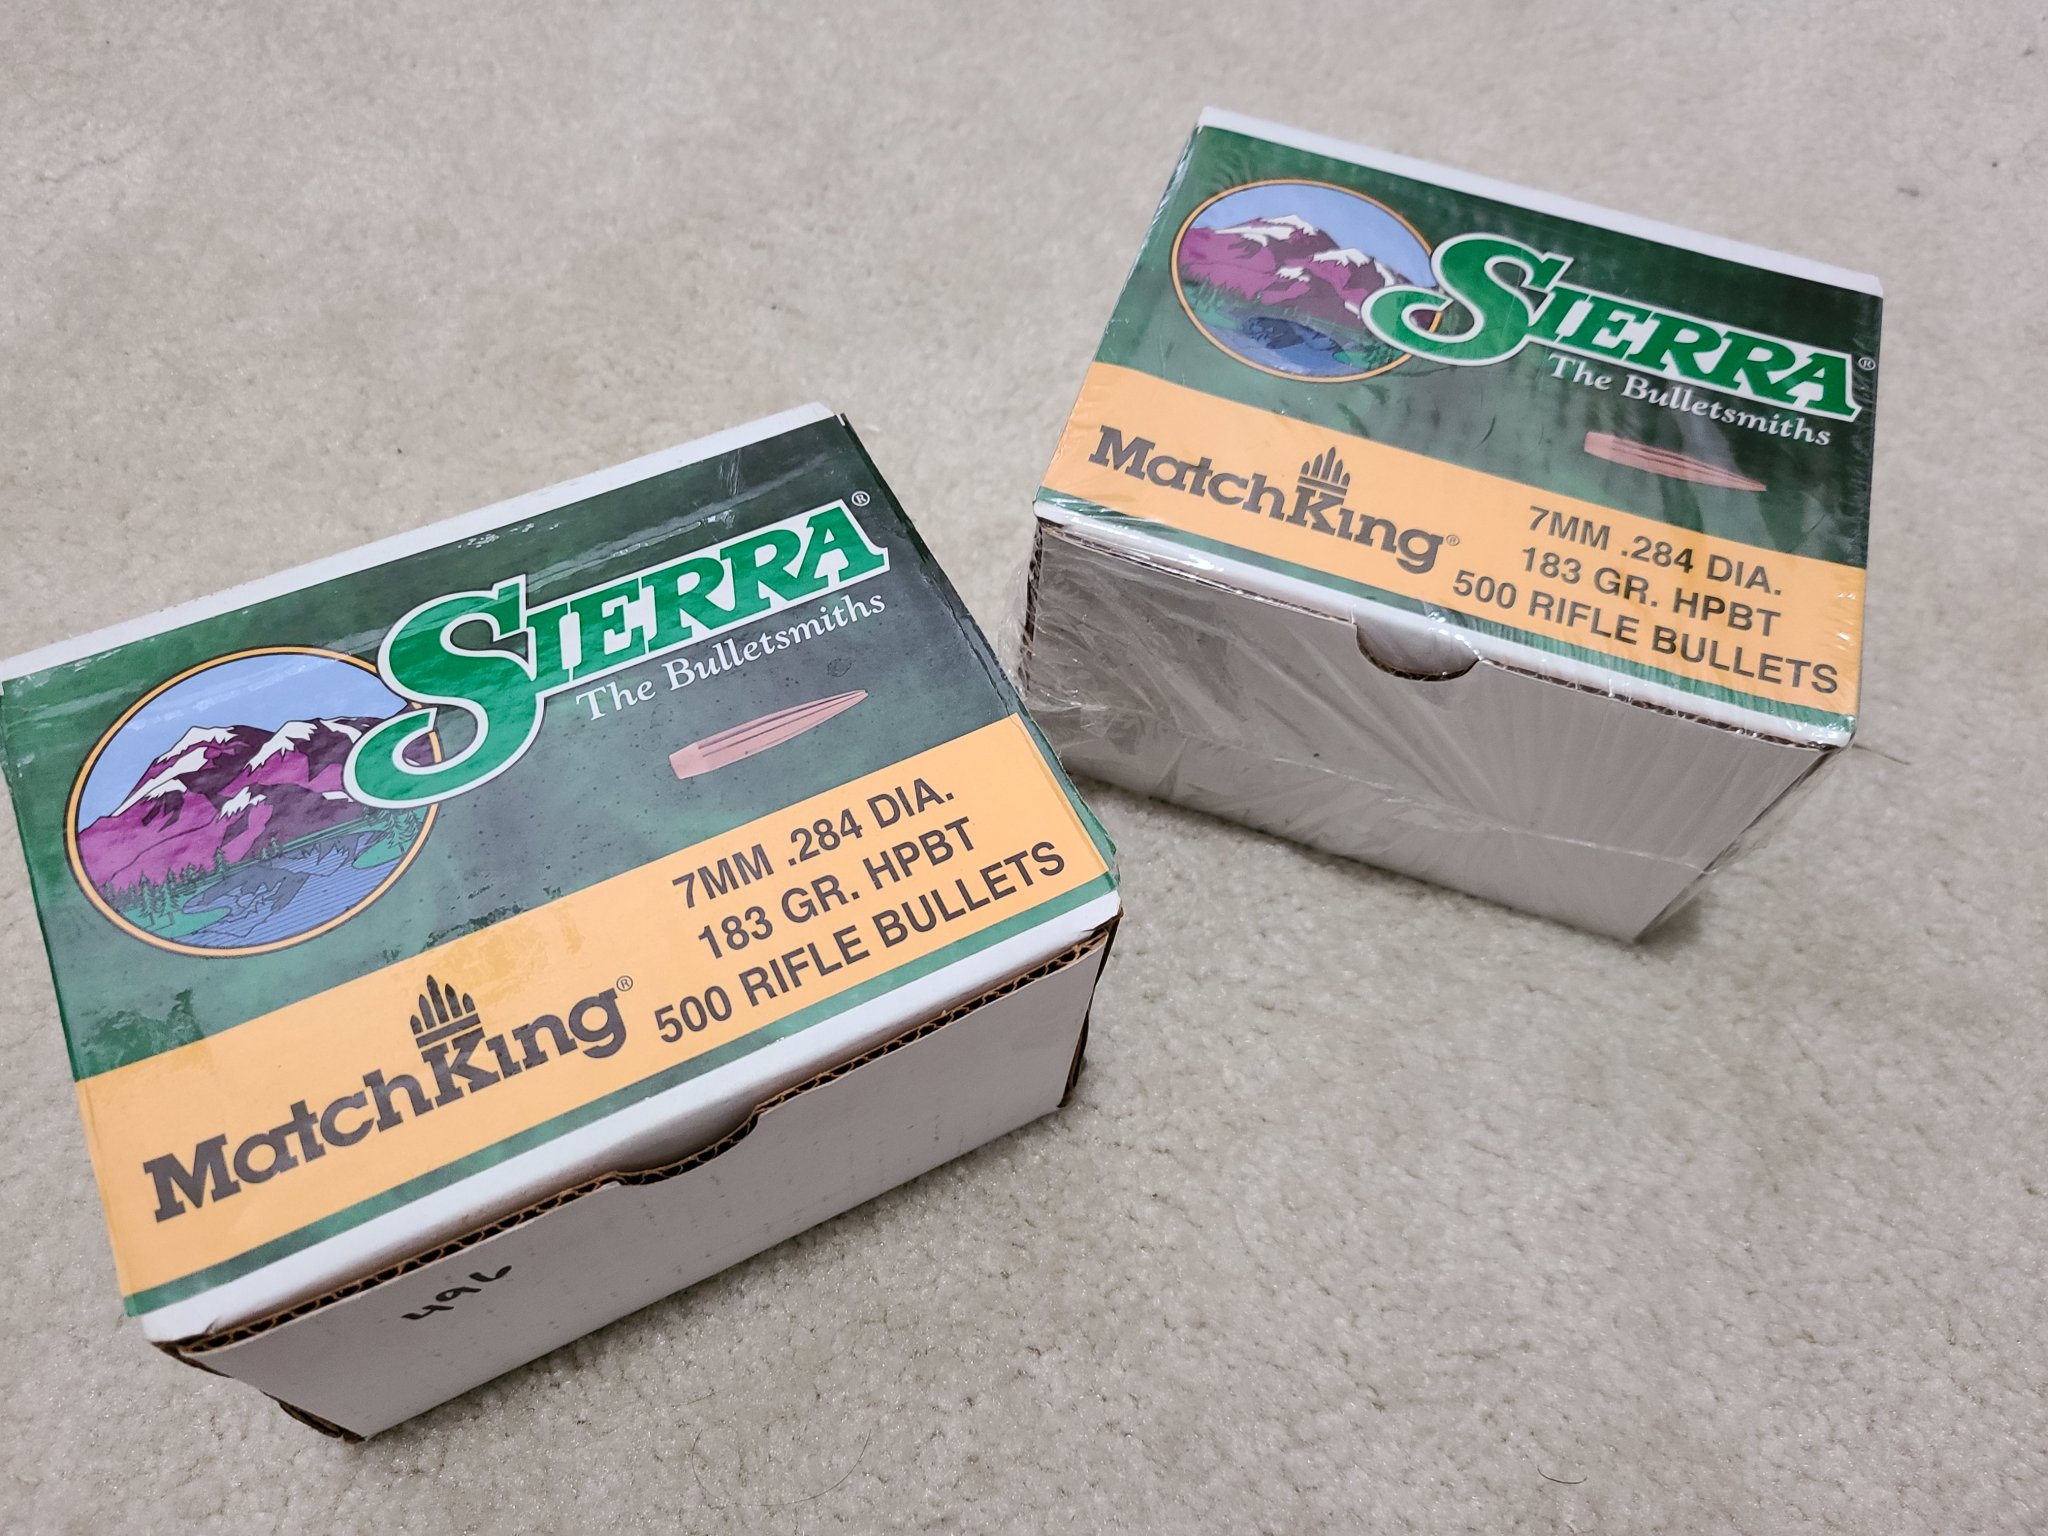 SIERRA®
The Bulletsmiths
MatchKing®
7MM .284 DIA.
183 GR. HPBT
500 RIFLE BULLETS
496
SIERRA®
The Bulletsmiths
MatchKing®
7MM .284 DIA.
183 GR. HPBT
500 RIFLE BULLETS